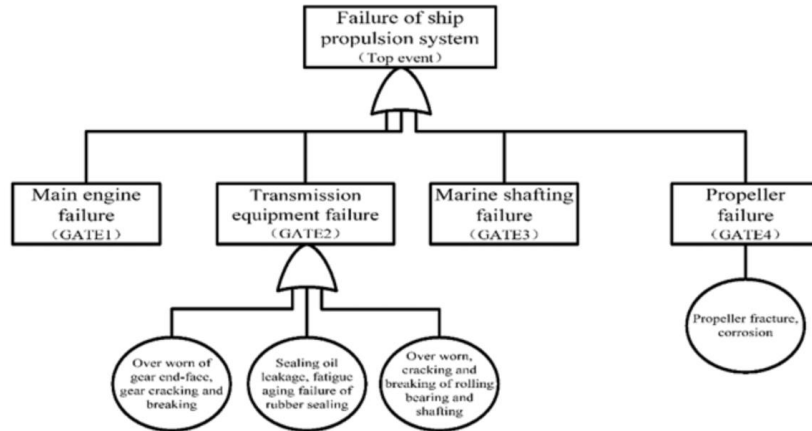 Failure of ship
propulsion system
（Top event）
Main engine
failure
（GATE1）
Transmission
equipment failure
（GATE2）
Marine shafting
failure
（GATE3）
Propeller
failure
（GATE4）
Over worn of
gear end-face,
gear cracking and
breaking
Sealing oil
leakage, fatigue
aging failure of
rubber sealing
Over worn,
cracking and
breaking of rolling
bearing and
shafting
Propeller fracture,
corrosion